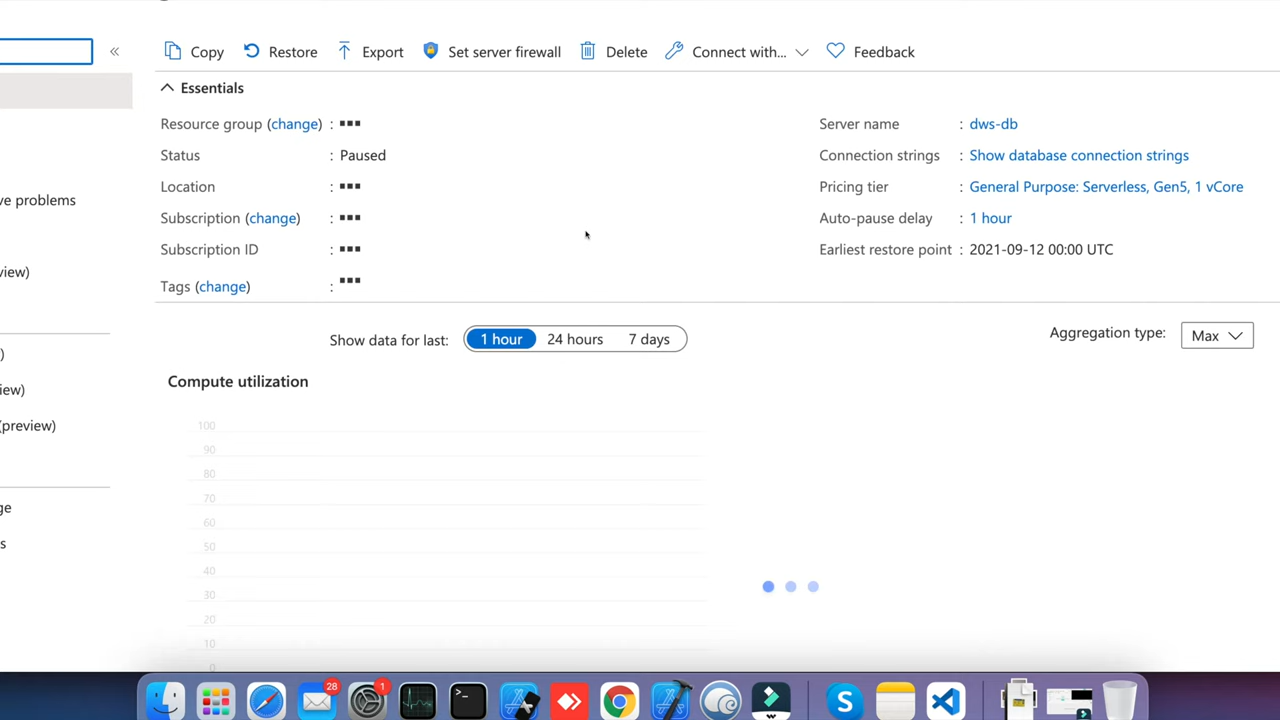 «
Copy Restore Export Set server firewall Delete Connect with... Feedback
Essentials
Resource group (change) :
Server name : dws-db
Status : Paused
Connection strings : Show database connection strings
Location :
Pricing tier : General Purpose: Serverless, Gen5, 1 vCore
Subscription (change) :
Auto-pause delay : 1 hour
Subscription ID :
Earliest restore point : 2021-09-12 00:00 UTC
Tags (change) :
ve problems
view)
)
iew)
(preview)
ge
s
Show data for last: 1 hour 24 hours 7 days
Aggregation type: Max
Compute utilization
100
90
80
70
60
50
40
30
20
10
0
28
1
>_